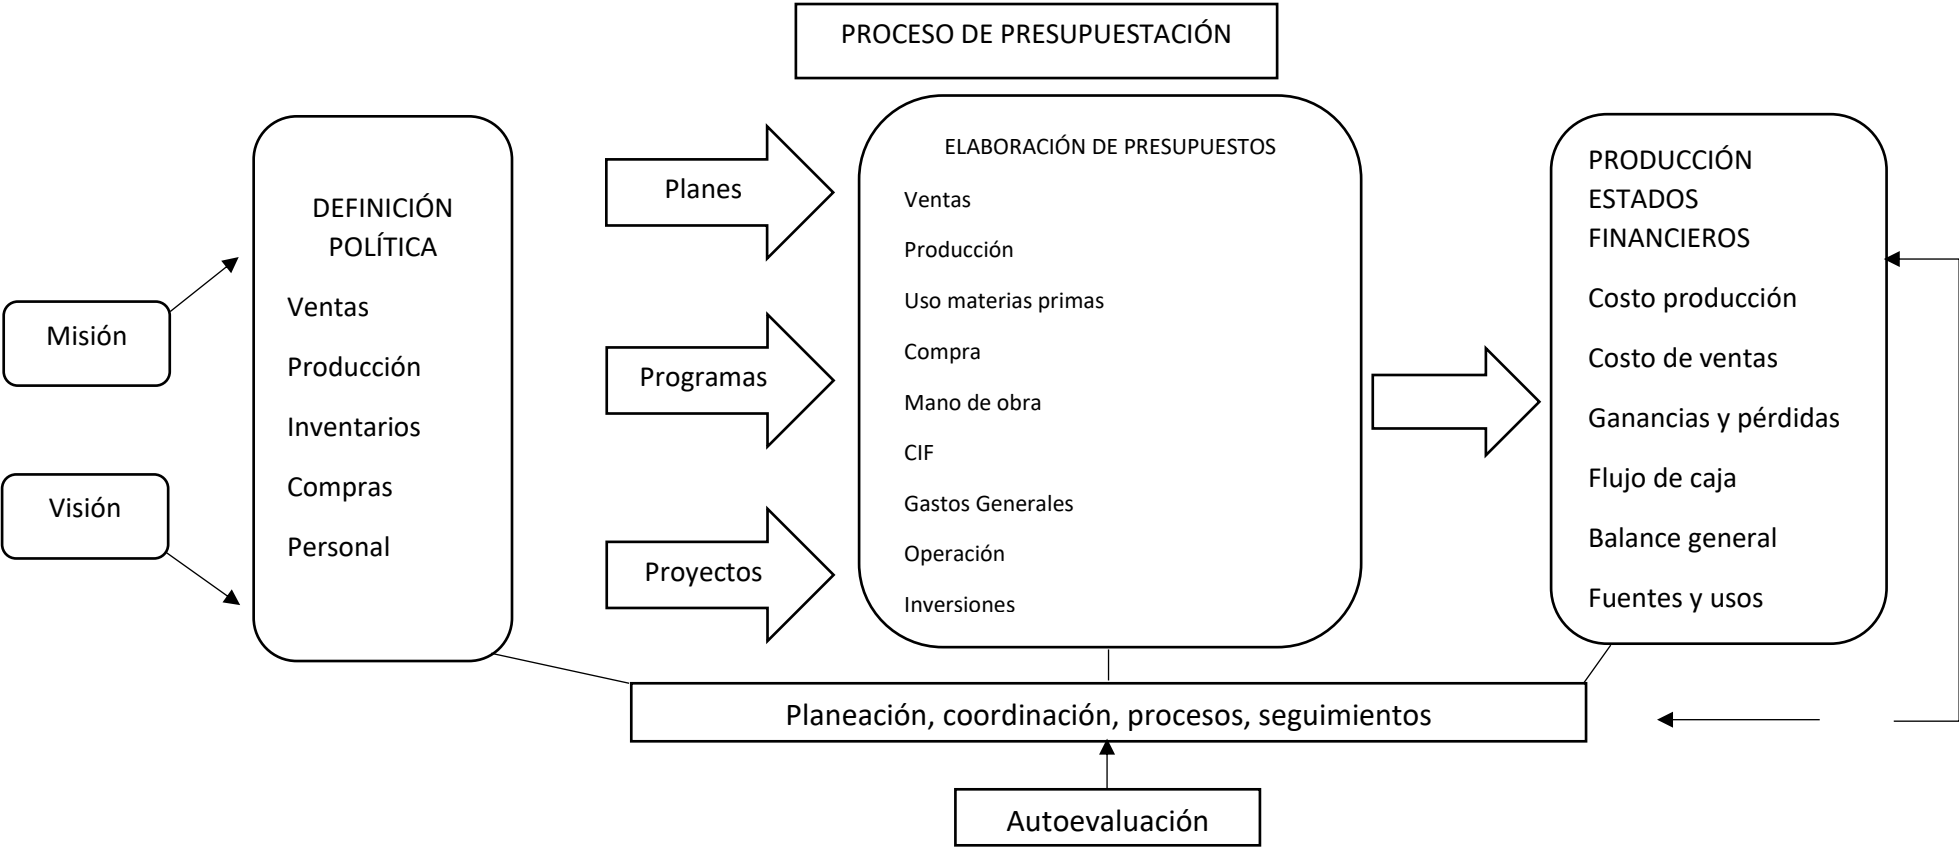 PROCESO DE PRESUPUESTACIÓN
Misión
Visión
DEFINICIÓN
POLÍTICA
Ventas
Producción
Inventarios
Compras
Personal
Planes
Programas
Proyectos
ELABORACIÓN DE PRESUPUESTOS
Ventas
Producción
Uso materias primas
Compra
Mano de obra
CIF
Gastos Generales
Operación
Inversiones
PRODUCCIÓN
ESTADOS
FINANCIEROS
Costo producción
Costo de ventas
Ganancias y pérdidas
Flujo de caja
Balance general
Fuentes y usos
Planeación, coordinación, procesos, seguimientos
Autoevaluación